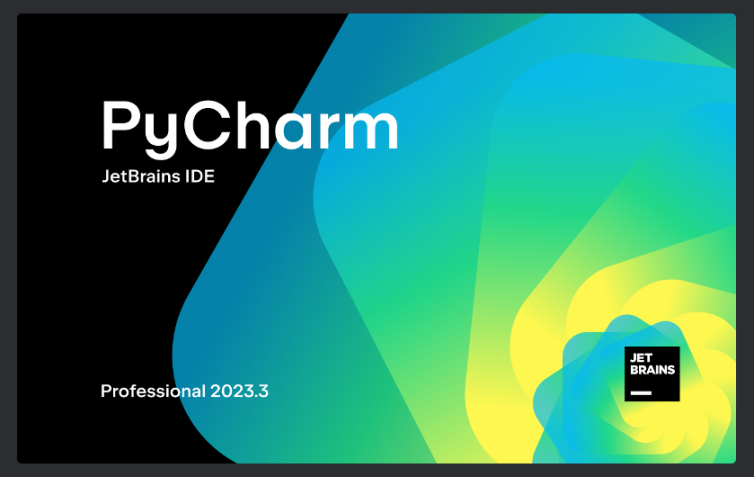 PyCharm
JetBrains IDE
Professional 2023.3
JET
BRAINS